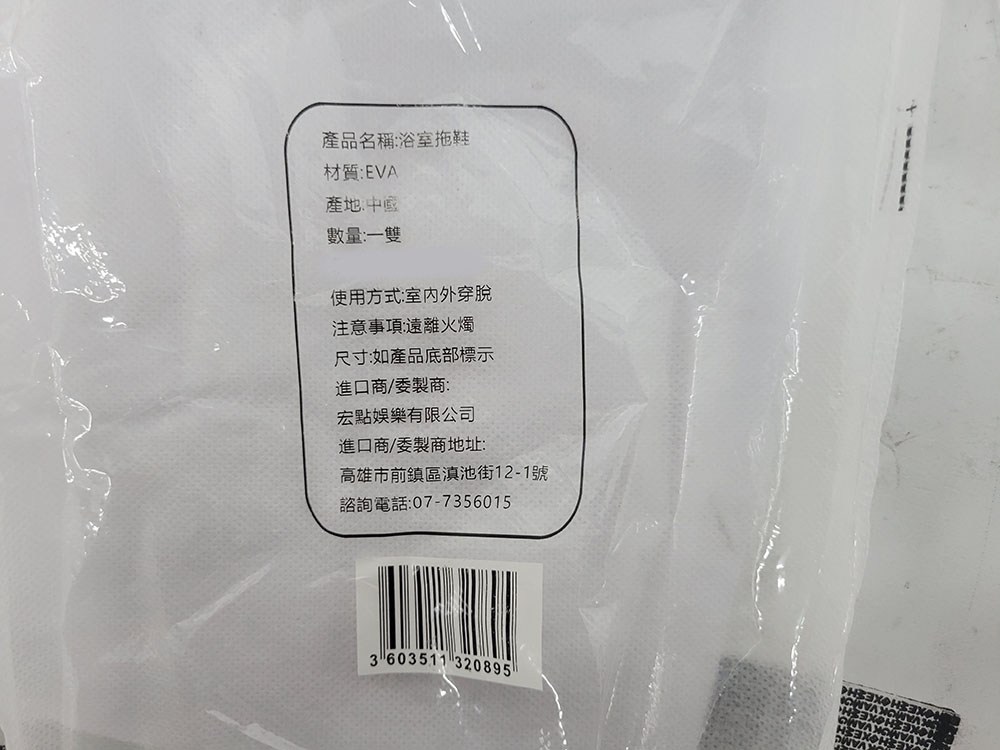 產品名稱:浴室拖鞋
材質:EVA
產地:中國
數量:一雙
使用方式:室內外穿脫
注意事項:遠離火燭
尺寸:如產品底部標示
進口商/委製商:
宏點娛樂有限公司
進口商/委製商地址:
高雄市前鎮區滇池街12-1號
諮詢電話:07-7356015
3 603511 320895